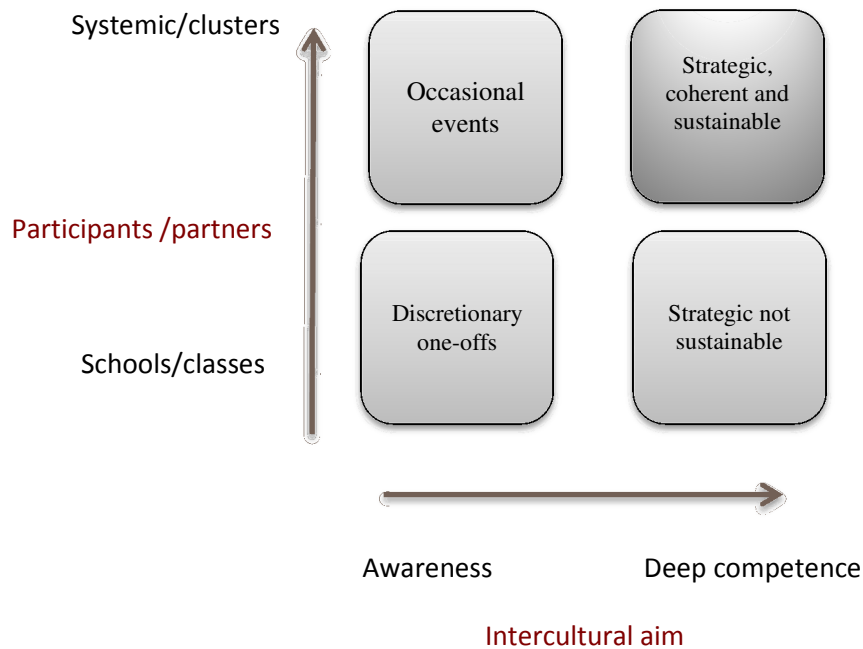 Systemic/clusters
Occasional
events
Strategic,
coherent and
sustainable
Participants /partners
Discretionary
one-offs
Strategic not
sustainable
Schools/classes
Awareness
Deep competence
Intercultural aim